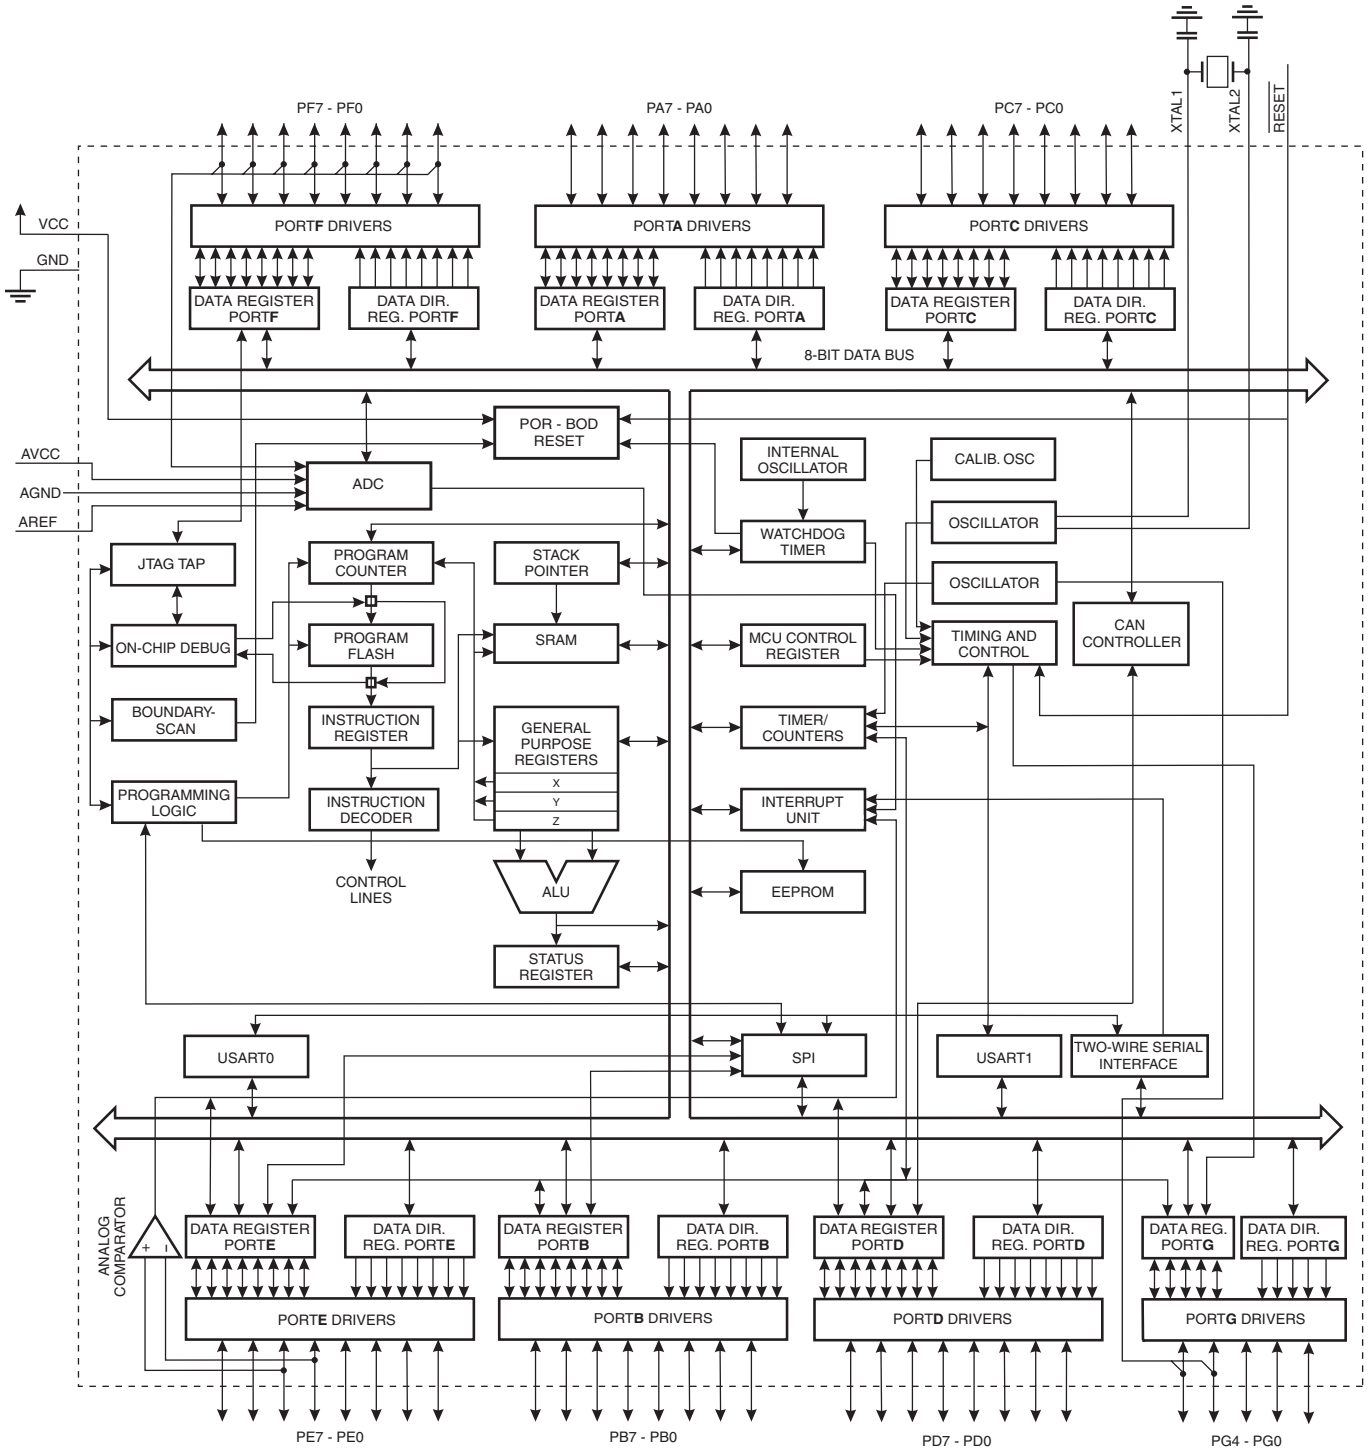 XTAL1
XTAL2
RESET
PF7 - PF0
PA7 - PA0
PC7 - PC0
VCC
GND
PORTF DRIVERS
PORTA DRIVERS
PORTC DRIVERS
DATA REGISTER
PORTF
DATA DIR.
REG. PORTF
DATA REGISTER
PORTA
DATA DIR.
REG. PORTA
DATA REGISTER
PORTC
DATA DIR.
REG. PORTC
8-BIT DATA BUS
POR - BOD
RESET
INTERNAL
OSCILLATOR
CALIB. OSC
AVCC
AGND
AREF
ADC
OSCILLATOR
WATCHDOG
TIMER
JTAG TAP
PROGRAM
COUNTER
STACK
POINTER
OSCILLATOR
ON-CHIP DEBUG
PROGRAM
FLASH
SRAM
MCU CONTROL
REGISTER
TIMING AND
CONTROL
CAN
CONTROLLER
BOUNDARY-
SCAN
INSTRUCTION
REGISTER
GENERAL
PURPOSE
REGISTERS
X
Y
Z
TIMER/
COUNTERS
PROGRAMMING
LOGIC
INSTRUCTION
DECODER
INTERRUPT
UNIT
CONTROL
LINES
ALU
EEPROM
STATUS
REGISTER
USART0
SPI
USART1
TWO-WIRE SERIAL
INTERFACE
ANALOG
COMPARATOR
+
–
DATA REGISTER
PORTE
DATA DIR.
REG. PORTE
DATA REGISTER
PORTB
DATA DIR.
REG. PORTB
DATA REGISTER
PORTD
DATA DIR.
REG. PORTD
DATA REG.
PORTG
DATA DIR.
REG. PORTG
PORTE DRIVERS
PORTB DRIVERS
PORTD DRIVERS
PORTG DRIVERS
PE7 - PE0
PB7 - PB0
PD7 - PD0
PG4 - PG0